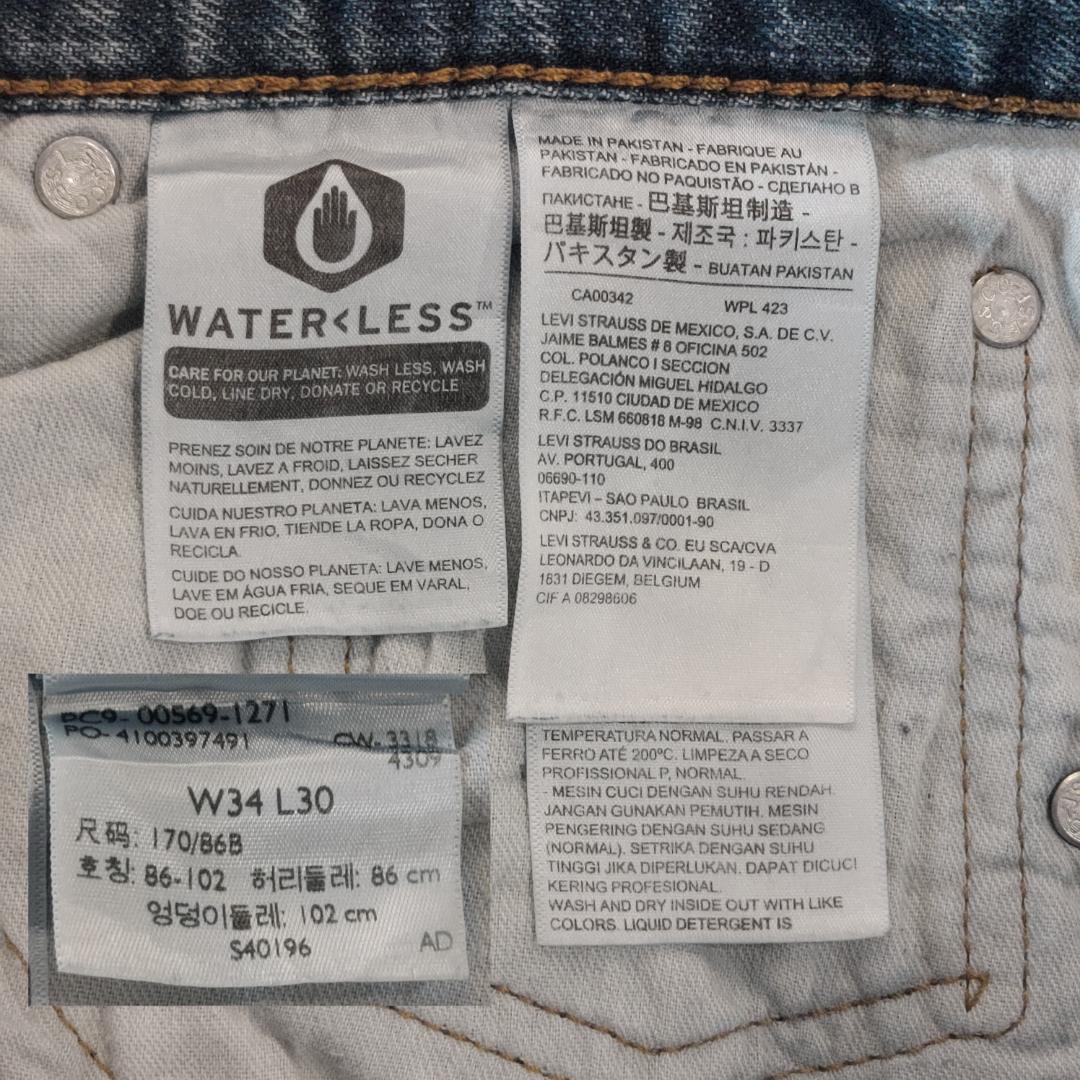 WATER<LESS™
CARE FOR OUR PLANET: WASH LESS, WASH
COLD, LINE DRY, DONATE OR RECYCLE
PRENEZ SOIN DE NOTRE PLANETE: LAVEZ
MOINS, LAVEZ A FROID, LAISSEZ SECHER
NATURELLEMENT, DONNEZ OU RECYCLEZ
CUIDA NUESTRO PLANETA: LAVA MENOS,
LAVA EN FRIO, TIENDE LA ROPA, DONA O
RECICLA
CUIDE DO NOSSO PLANETA: LAVE MENOS,
LAVE EM ÁGUA FRIA, SEQUE EM VARAL,
DOE OU RECICLE.
MADE IN PAKISTAN - FABRIQUE AU
PAKISTAN - FABRICADO EN PAKISTÁN -
FABRICADO NO PAQUISTÃO - СДЕЛАНО В
ПАКИСТАНЕ - 巴基斯坦制造 -
巴基斯坦製 - 제조국 : 파키스탄 -
パキスタン製 - BUATAN PAKISTAN
CA00342 WPL 423
LEVI STRAUSS DE MEXICO, S.A. DE C.V.
JAIME BALMES # 8 OFICINA 502
COL. POLANCO I SECCION
DELEGACIÓN MIGUEL HIDALGO
C.P. 11510 CIUDAD DE MEXICO
R.F.C. LSM 660818 M-98 C.N.I.V. 3337
LEVI STRAUSS DO BRASIL
AV. PORTUGAL, 400
06690-110
ITAPEVI – SAO PAULO BRASIL
CNPJ: 43.351.097/0001-90
LEVI STRAUSS & CO. EU SCA/CVA
LEONARDO DA VINCILAAN, 19 - D
1831 DIEGEM, BELGIUM
CIF A 08298606
TEMPERATURA NORMAL. PASSAR A
FERRO ATÉ 200ºC. LIMPEZA A SECO
PROFISSIONAL P, NORMAL.
- MESIN CUCI DENGAN SUHU RENDAH.
JANGAN GUNAKAN PEMUTIH. MESIN
PENGERING DENGAN SUHU SEDANG
(NORMAL). SETRIKA DENGAN SUHU
TINGGI JIKA DIPERLUKAN. DAPAT DICUCI
KERING PROFESIONAL.
WASH AND DRY INSIDE OUT WITH LIKE
COLORS. LIQUID DETERGENT IS
PC9- 00569-1271
PO- 4100397491 CW- 3318
4309
W34 L30
尺码: 170/86B
호칭: 86-102 허리둘레: 86 cm
엉덩이둘레: 102 cm
S40196 AD